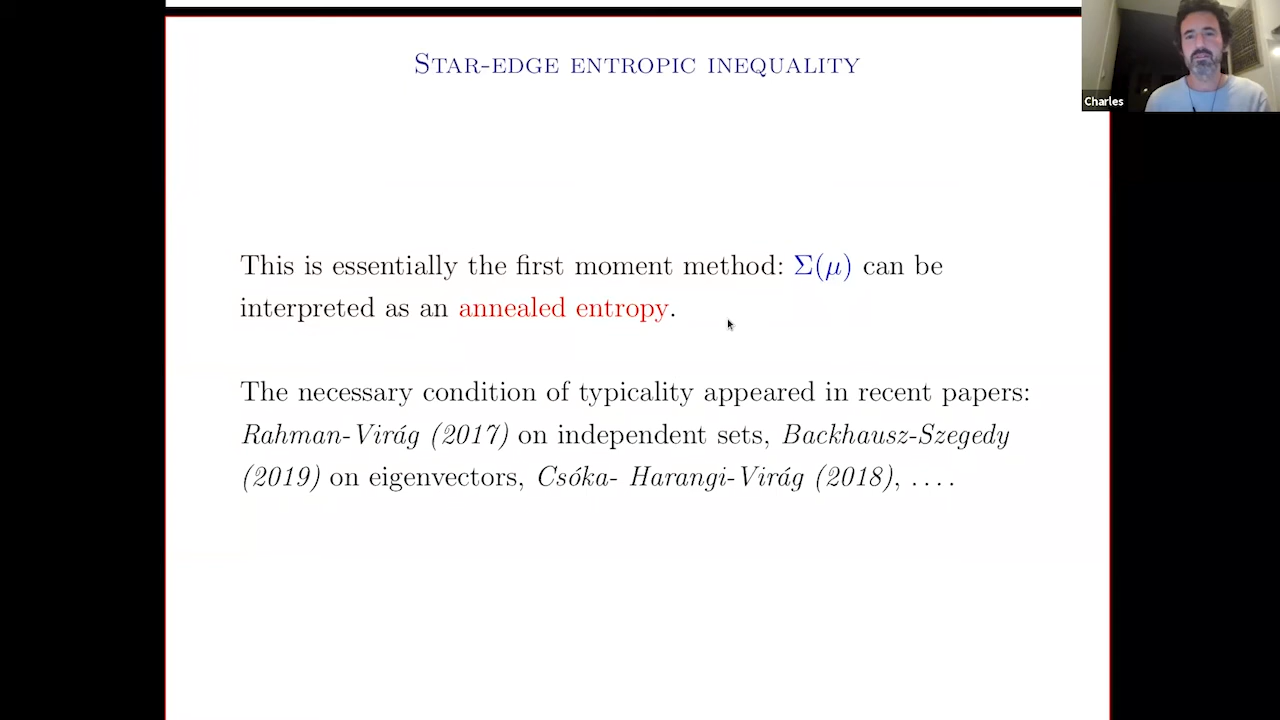 STAR-EDGE ENTROPIC INEQUALITY
Charles
This is essentially the first moment method: Σ(μ) can be
interpreted as an annealed entropy.
The necessary condition of typicality appeared in recent papers:
Rahman-Virág (2017) on independent sets, Backhausz-Szegedy
(2019) on eigenvectors, Csóka- Harangi-Virág (2018), . . . .